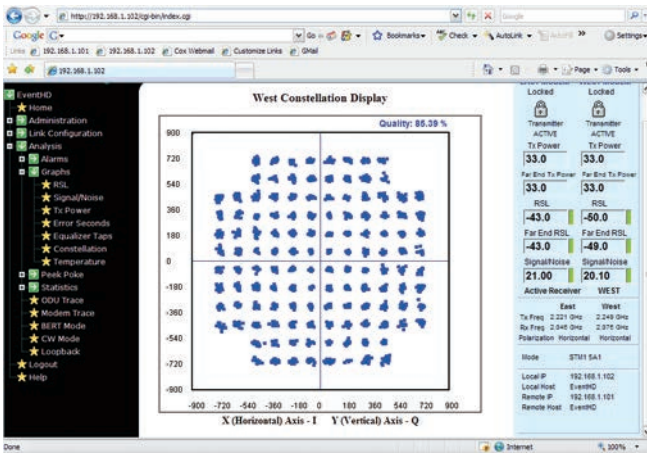 http://192.168.1.102/cgi-bin/index.cgi
Google
Google
Go
Bookmarks
Check
AutoLink
Settings
Links 192.168.1.101 192.168.1.102 Cox Webmail Customize Links GMail
192.168.1.102
Page Tools
EventHD
Home
Administration
Link Configuration
Analysis
Alarms
Graphs
RSL
Signal/Noise
Tx Power
Error Seconds
Equalizer Taps
Constellation
Temperature
Peek Poke
Statistics
ODU Trace
Modem Trace
BERT Mode
CW Mode
Loopback
Logout
Help
West Constellation Display
Quality: 85.39 %
900
720
540
360
180
0
-180
-360
-540
-720
-900
-900 -720 -540 -360 -180 0 180 360 540 720 900
X (Horizontal) Axis - I Y (Vertical) Axis - Q
Locked Locked
Transmitter Transmitter
ACTIVE ACTIVE
Tx Power Tx Power
33.0 33.0
Far End Tx Power Far End Tx Power
33.0 33.0
RSL RSL
-43.0 -50.0
Far End RSL Far End RSL
-43.0 -49.0
Signal/Noise Signal/Noise
21.00 20.10
Active Receiver WEST
East West
Tx Freq 2.221 GHz 2.249 GHz
Rx Freq 2.046 GHz 2.076 GHz
Polarization Horizontal Horizontal
Mode STM1 5A1
Local IP 192.168.1.102
Local Host EventHD
Remote IP 192.168.1.101
Remote Host EventHD
Done
Internet
100%